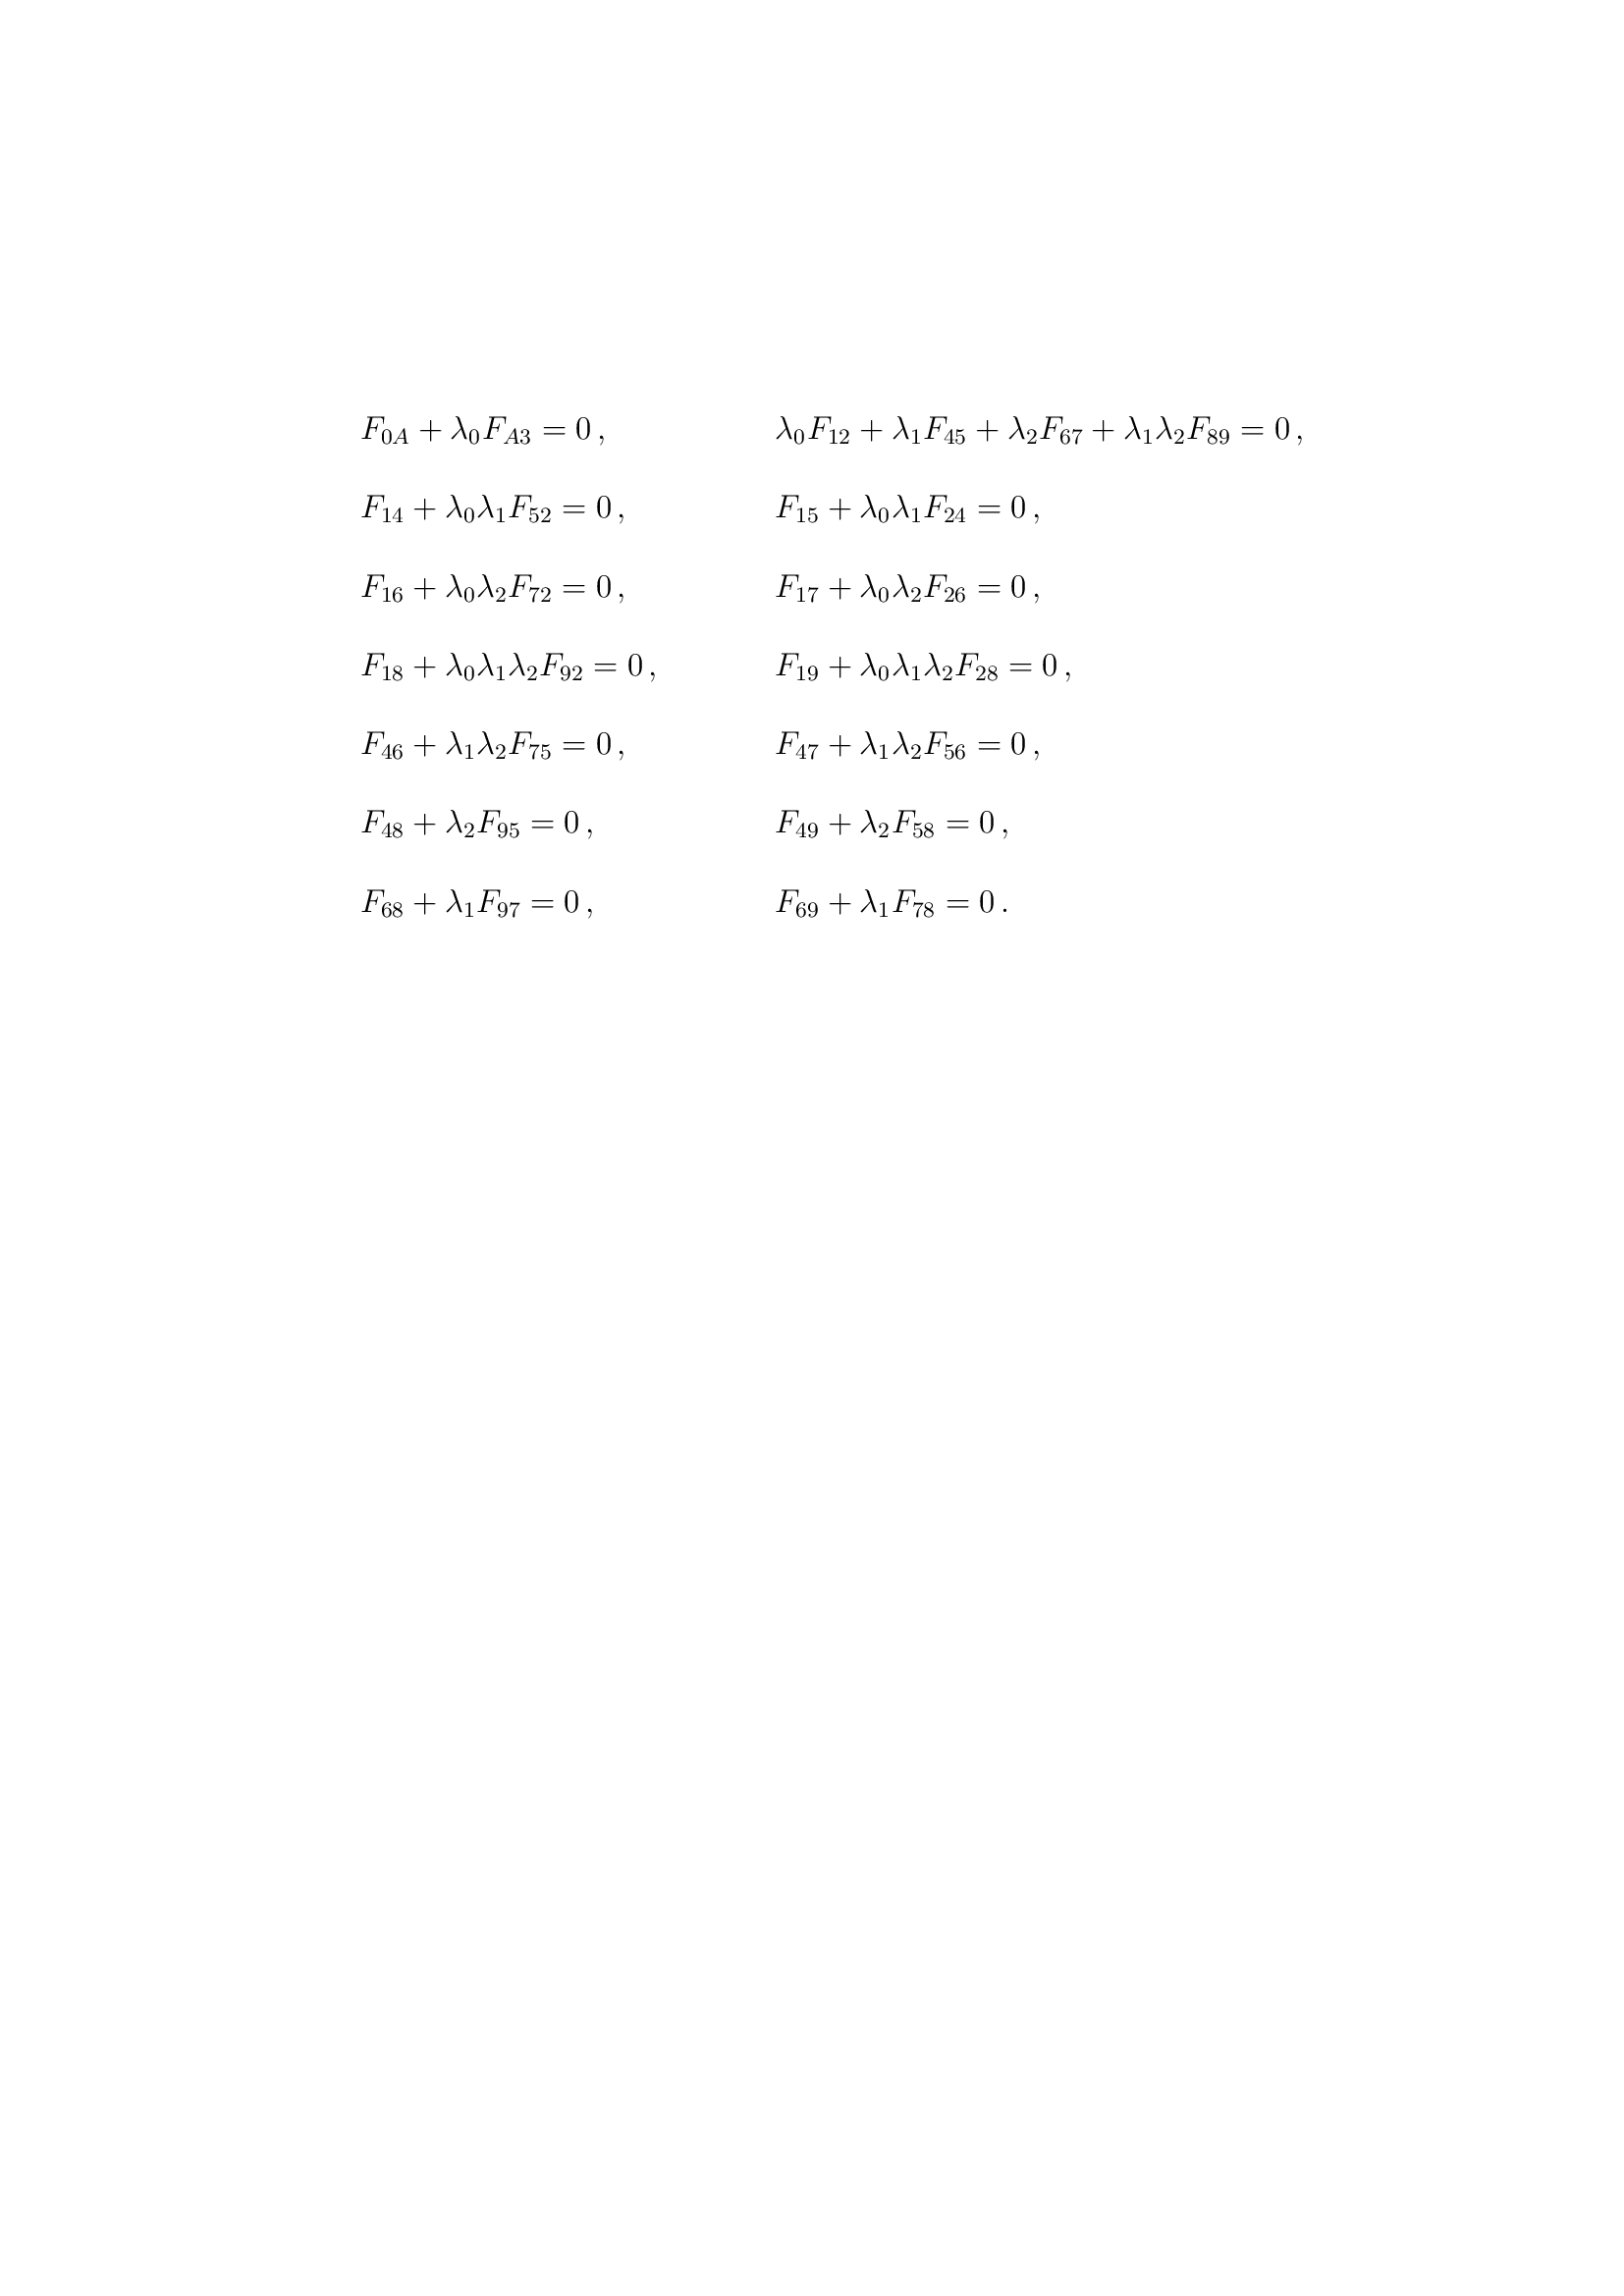 $F_{0A} + \lambda_0 F_{A3} = 0\,,$ $\lambda_0 F_{12} + \lambda_1 F_{45} + \lambda_2 F_{67} + \lambda_1 \lambda_2 F_{89} = 0\,,$
$F_{14} + \lambda_0 \lambda_1 F_{52} = 0\,,$ $F_{15} + \lambda_0 \lambda_1 F_{24} = 0\,,$
$F_{16} + \lambda_0 \lambda_2 F_{72} = 0\,,$ $F_{17} + \lambda_0 \lambda_2 F_{26} = 0\,,$
$F_{18} + \lambda_0 \lambda_1 \lambda_2 F_{92} = 0\,,$ $F_{19} + \lambda_0 \lambda_1 \lambda_2 F_{28} = 0\,,$
$F_{46} + \lambda_1 \lambda_2 F_{75} = 0\,,$ $F_{47} + \lambda_1 \lambda_2 F_{56} = 0\,,$
$F_{48} + \lambda_2 F_{95} = 0\,,$ $F_{49} + \lambda_2 F_{58} = 0\,,$
$F_{68} + \lambda_1 F_{97} = 0\,,$ $F_{69} + \lambda_1 F_{78} = 0\,.$